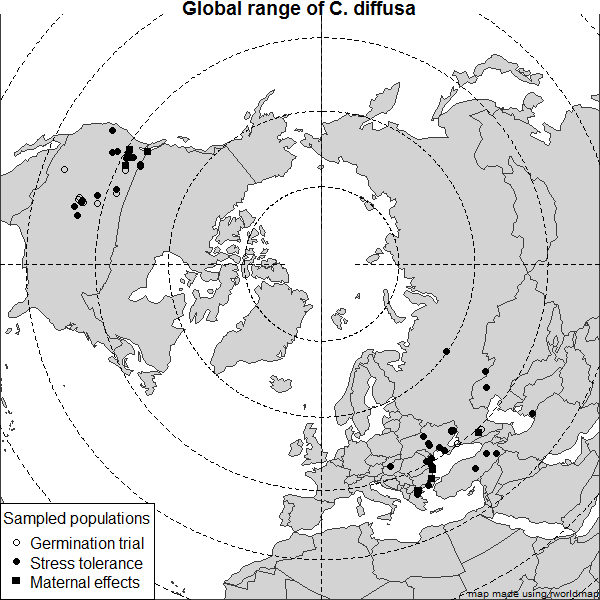 Global range of C. diffusa
Sampled populations
Germination trial
Stress tolerance
Maternal effects
map made using rworldmap